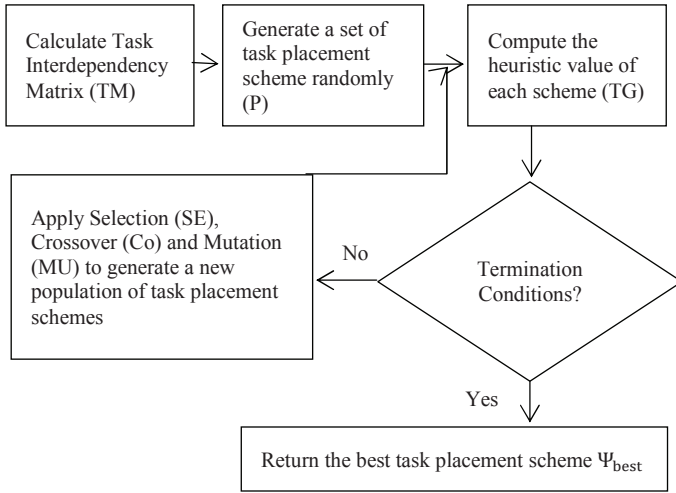 Calculate Task
Interdependency
Matrix (TM)
Generate a set of
task placement
scheme randomly
(P)
Compute the
heuristic value of
each scheme (TG)
Apply Selection (SE),
Crossover (Co) and Mutation
(MU) to generate a new
population of task placement
schemes
No
Termination
Conditions?
Yes
Return the best task placement scheme Ψbest